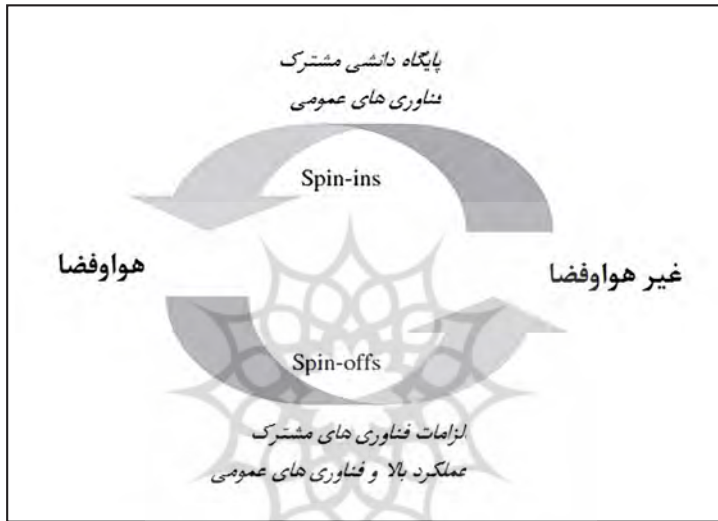 پایگاه دانشی مشترک
فناوری های عمومی
Spin-ins
هوافضا
غیر هوافضا
Spin-offs
الزامات فناوری های مشترک
عملکرد بالا و فناوری های عمومی